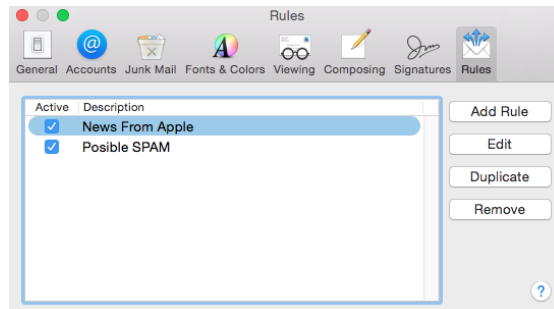 Rules
General Accounts Junk Mail Fonts & Colors Viewing Composing Signatures Rules
Active Description
News From Apple
Posible SPAM
Add Rule
Edit
Duplicate
Remove
?